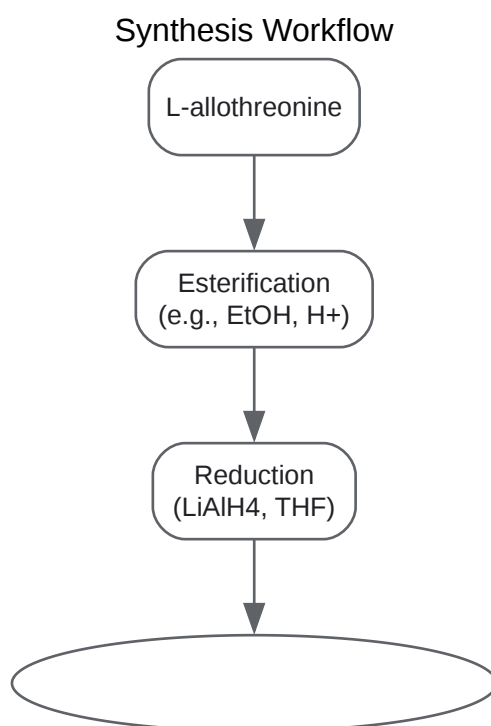 Synthesis Workflow
L-allothreonine
Esterification
(e.g., EtOH, H+)
Reduction
(LiAlH4, THF)